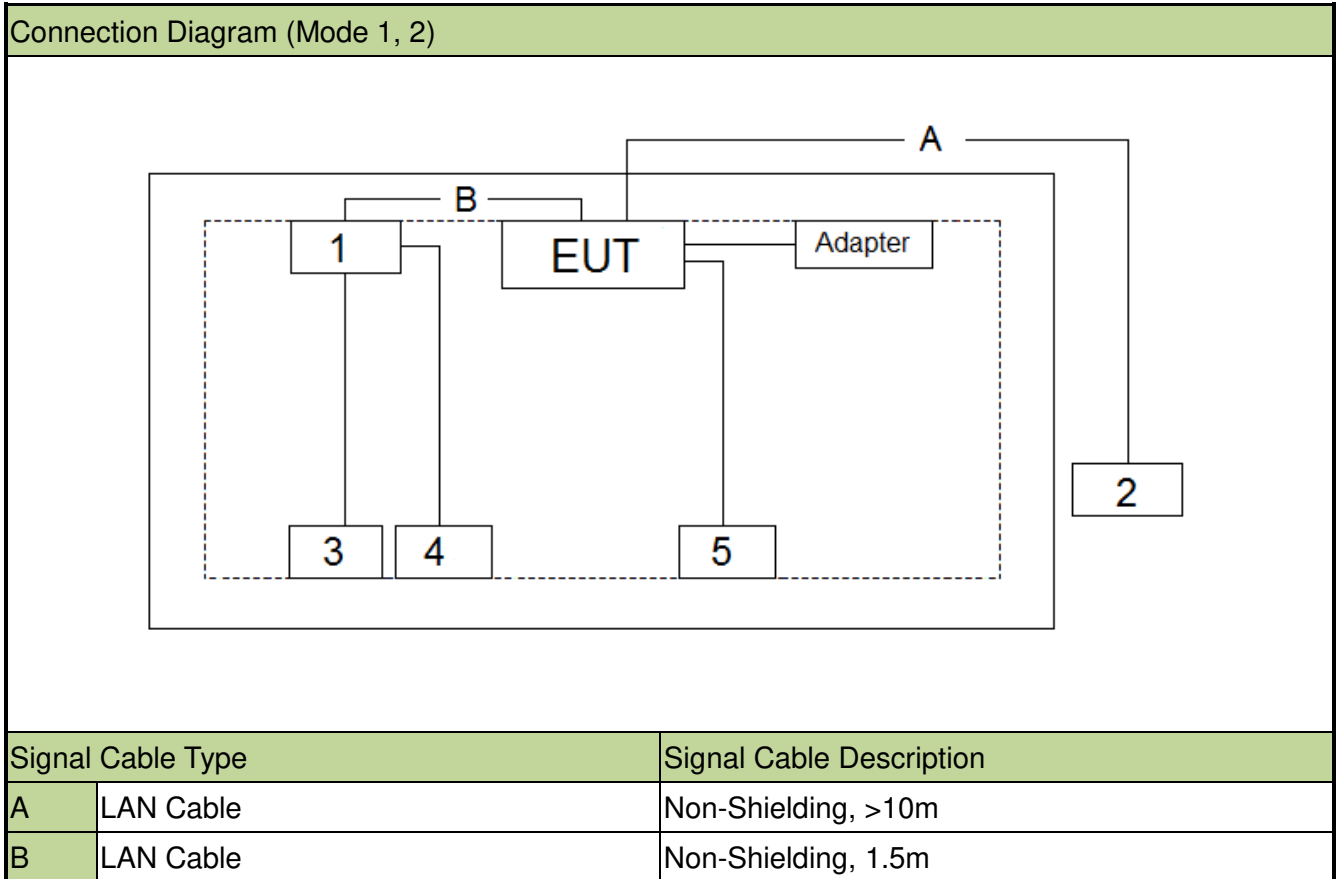 Connection Diagram (Mode 1, 2)
A
B
1
EUT
Adapter
2
3
4
5
Signal Cable Type Signal Cable Description
A LAN Cable Non-Shielding, >10m
B LAN Cable Non-Shielding, 1.5m